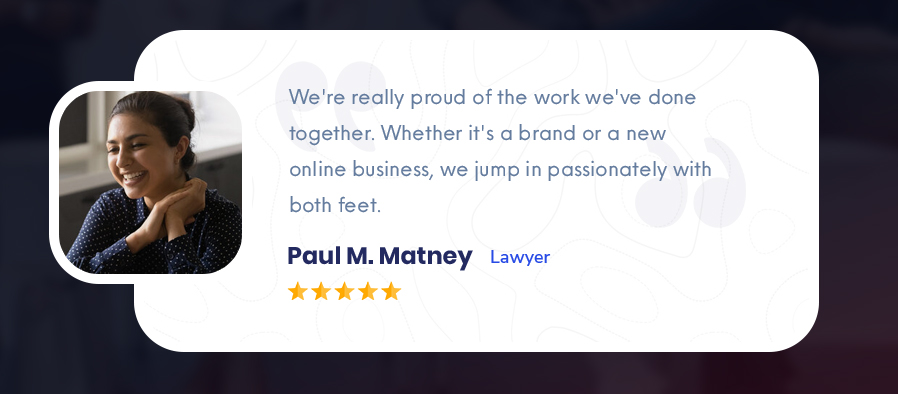 We're really proud of the work we've done
together. Whether it's a brand or a new
online business, we jump in passionately with
both feet.
Paul M. Matney Lawyer